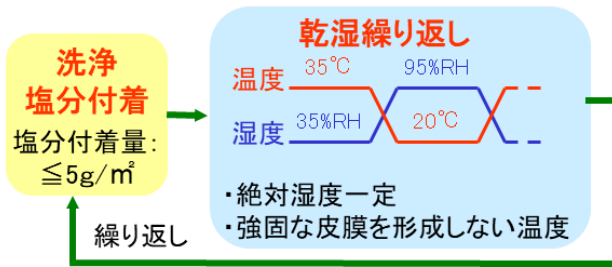 洗浄
塩分付着
塩分付着量:
≦5g/㎡
乾湿繰り返し
35℃ 95%RH
温度
湿度 35%RH 20℃
・絶対湿度一定
・強固な皮膜を形成しない温度
繰り返し